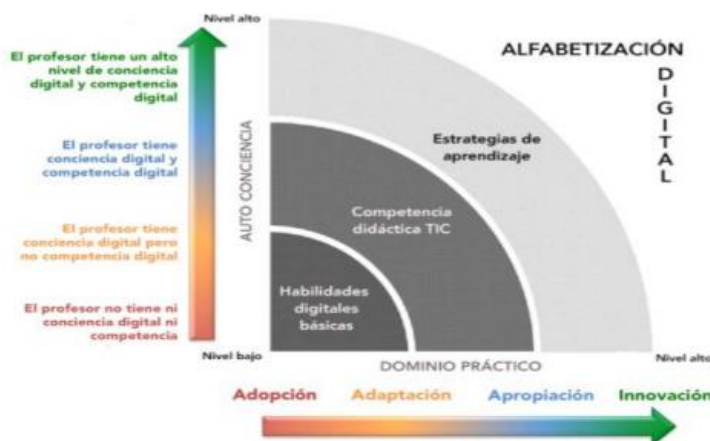 Nivel alto
El profesor tiene un alto
nivel de conciencia
digital y competencia
digital
El profesor tiene
conciencia digital y
competencia digital
El profesor tiene
conciencia digital pero
no competencia digital
El profesor no tiene ni
conciencia digital ni
competencia
Nivel bajo
AUTO CONCIENCIA
ALFABETIZACIÓN
DIGITAL
Estrategias de
aprendizaje
Competencia
didáctica TIC
Habilidades
digitales
básicas
DOMINIO PRÁCTICO
Nivel alto
Adopción Adaptación Apropiación Innovación